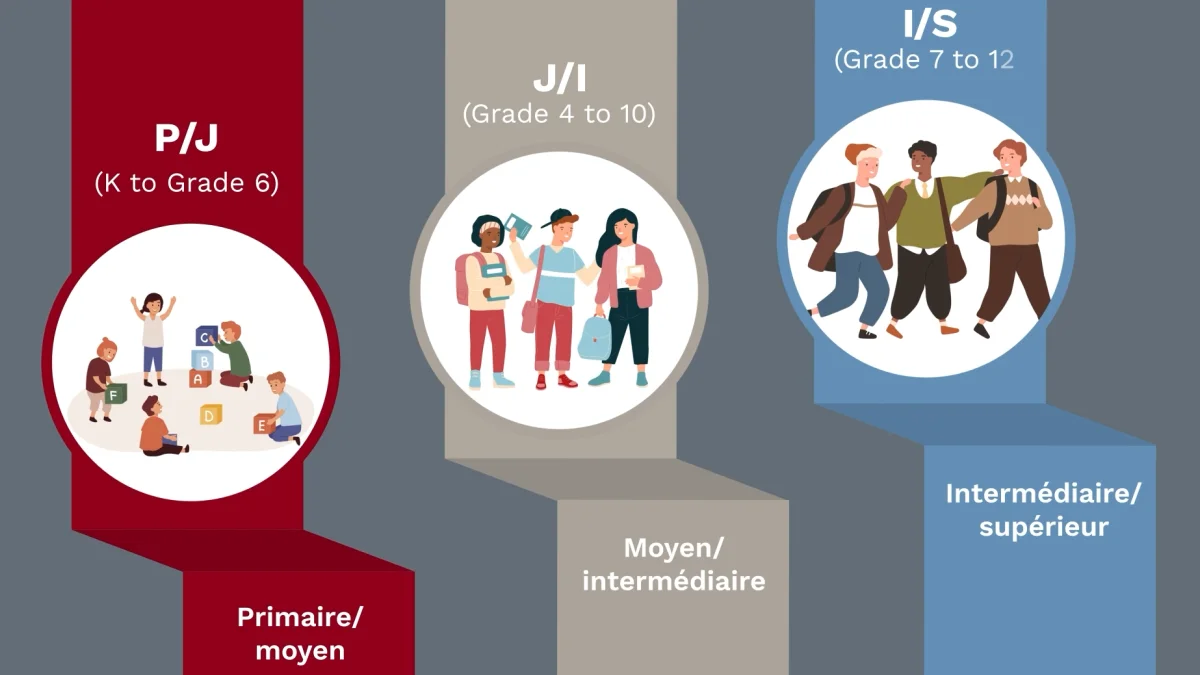 P/J
(K to Grade 6)
C
B
A
F
D
E
Primaire/
moyen
J/I
(Grade 4 to 10)
Moyen/
intermédiaire
I/S
(Grade 7 to 12
Intermédiaire/
supérieur